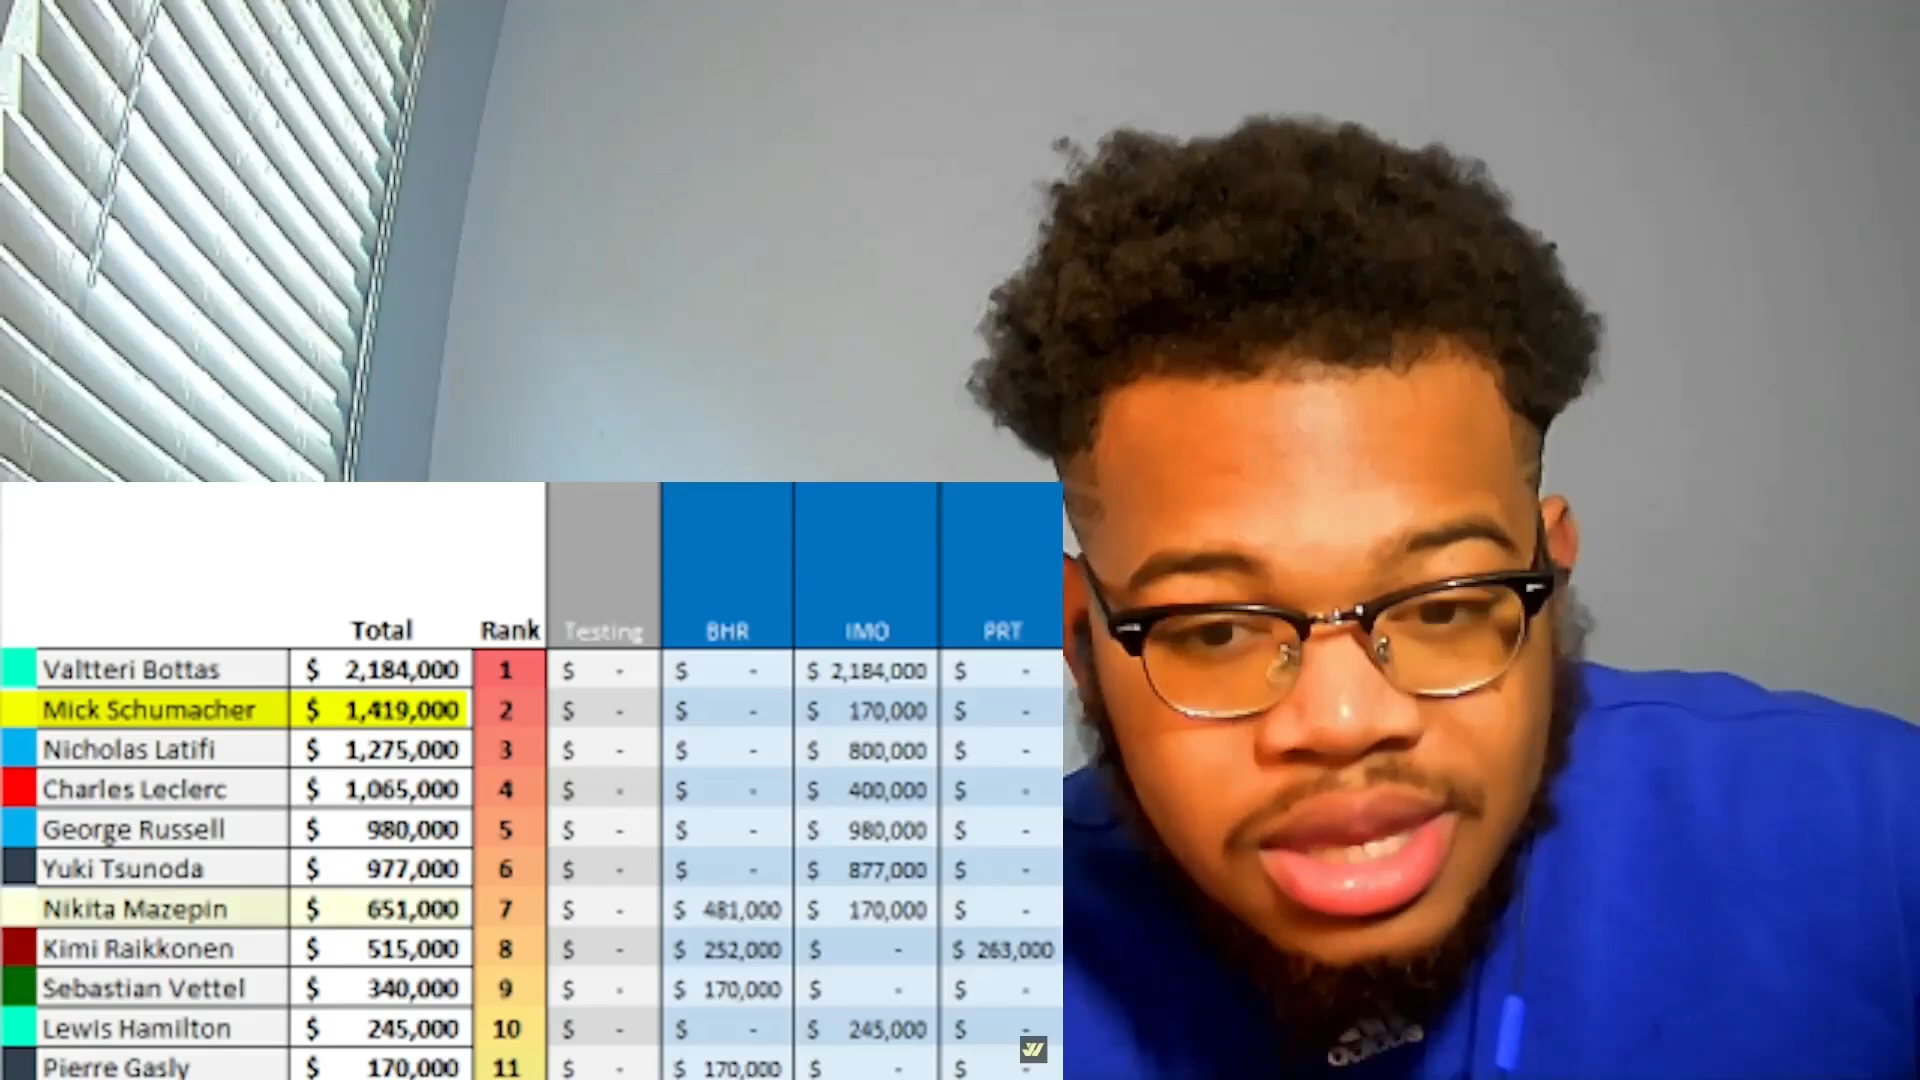 Total Rank Testing BHR IMO PRT
Valtteri Bottas $ 2,184,000 1 $ - $ - $ 2,184,000 $ -
Mick Schumacher $ 1,419,000 2 $ - $ - $ 170,000 $ -
Nicholas Latifi $ 1,275,000 3 $ - $ - $ 800,000 $ -
Charles Leclerc $ 1,065,000 4 $ - $ - $ 400,000 $ -
George Russell $ 980,000 5 $ - $ - $ 980,000 $ -
Yuki Tsunoda $ 977,000 6 $ - $ - $ 877,000 $ -
Nikita Mazepin $ 651,000 7 $ - $ 481,000 $ 170,000 $ -
Kimi Raikkonen $ 515,000 8 $ - $ 252,000 $ - $ 263,000
Sebastian Vettel $ 340,000 9 $ - $ 170,000 $ - $ -
Lewis Hamilton $ 245,000 10 $ - $ - $ 245,000 $ -
Pierre Gasly $ 170,000 11 $ - $ 170,000 $ - $ -
adidas